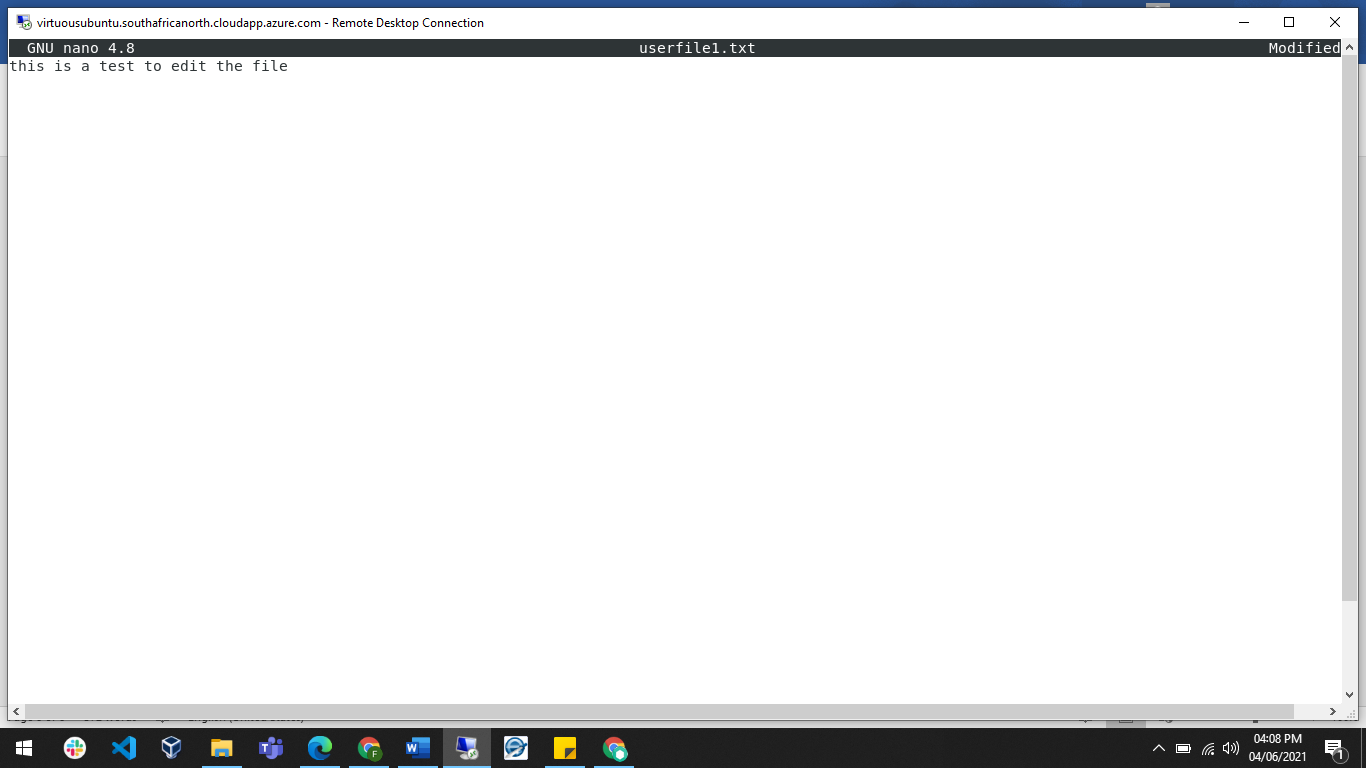 virtuousubuntu.southafricanorth.cloudapp.azure.com - Remote Desktop Connection
GNU nano 4.8 userfile1.txt Modified
this is a test to edit the file
04:08 PM
04/06/2021
1